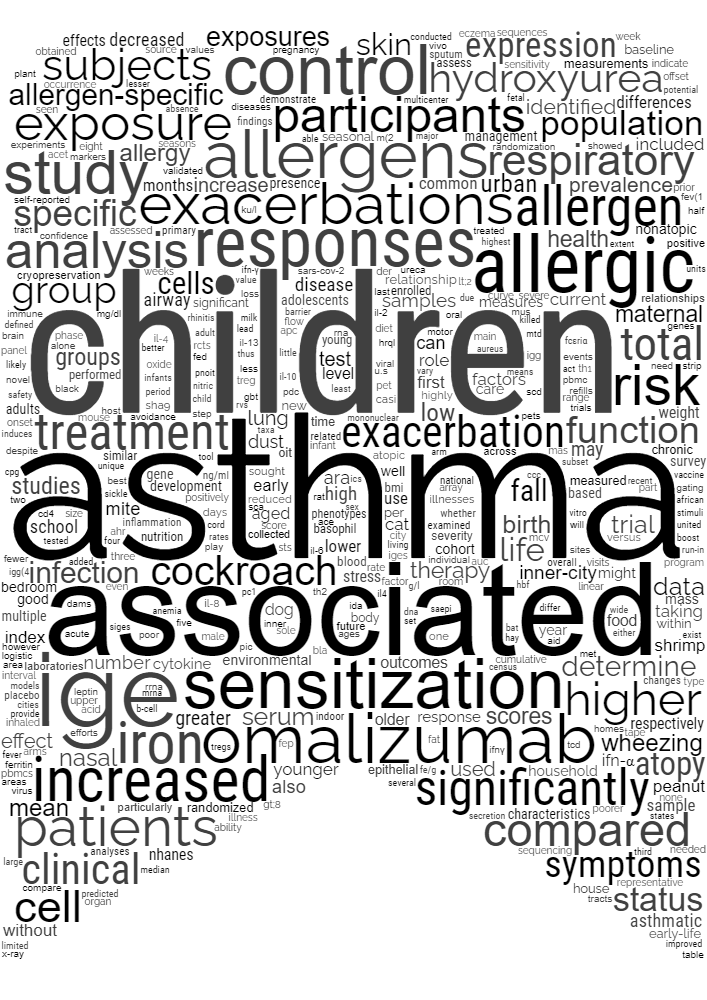 effects decreased
exposures
skin
conducted
vivo
sputum
assess
eczema
sequences
expression
week
baseline
obtained
source
values
pregnancy
subjects
control
sensitivity
measurements
indicate
plant
occurrence
lesser
hydroxyurea
offset
potential
allergen-specific
seen
absence
diseases
demonstrate
multicenter
fetal
identified
differences
exposure
findings
participants
population
experiments
acet
eight
markers
seasons
able
seasonal
m(2
major
management
randomization
showed
included
allergy
validated
allergens
respiratory
study
months
increase
presence
common
urban
prevalence
prior
self-reported
specific
exacerbations
allergen
fev(1
half
tract
confidence
assessed
primary
ku/l
treated
highest
health
extent
nonatopic
positive
analysis
responses
allergic
units
cryopreservation
weeks
cells
ifn-γ
value
sars-cov-2
der
ureca
relationship
lt;2
group
airway
significant
loss
disease
adolescents
last
enrolled
samples
due
curve
severe
measures
current
relationships
maternal
immune
defined
brain
mg/dl
children
rhinitis
milk
barrier
flow
il-2
oral
mus
killed
genes
panel
phase
alone
il-4
better
adult
lead
apc
rna
young
can
motor
main
mtd
fcεria
total
likely
groups
oxide
rcts
fed
il-13
thus
little
test
diet
hrql
role
aureus
igg
events
need
strip
novel
performed
infants
pnoit
less
level
viral
pet
vary
first
means
factors
act
th1
pbmc
risk
safety
black
period
nitric
child
treg
gbt
il-10
least
u.s
casi
highly
care
scd
refills
range
trials
adults
host
shag
step
rvs
pdc
new
low
pets
weight
onset
induces
mouse
avoidance
treatment
lung
taxa
dust
time
related
infant
mononuclear
exacerbation
function
despite
similar
unique
tool
oit
atopic
arm
across
mas
subset
may
chronic
survey
cpg
studies
best
gene
development
ng/ml
sought
early
ara
ics
high
well
bmi
use
national
array
illnesses
ccc
fall
measured
based
recent
part
vaccine
gating
asthma
two
cd4
size
sickle
mite
positively
reduced
aged
rat
sex
phenotypes
per
cat
whether
examined
birth
vitro
african
stimuli
school
tested
ahr
four
inflammation
nutrition
days
cord
rates
play
sca
score
collected
ace
basophil
city
living
severity
cohort
mcv
life
will
sites
trial
versus
united
boost
run-in
fewer
igg(4
added
three
infection
cockroach
sts
il-6
lower
blood
stress
rate
iges
individual
auc
therapy
overall
visits
inner-city
might
program
data
bedroom
good
even
associated
pc1
th2
factor
il4
g/l
room
hbf
linear
mass
taking
multiple
dams
anemia
il-8
dog
ida
body
saepi
differ
wide
food
within
index
acute
siges
five
poor
male
inner
sole
future
ages
one
bat
hay
year
aid
either
exist
shrimp
however
logistic
area
laboratories
number
cytokine
pic
environmental
bla
outcomes
cumulative
census
met
determine
changes
type
interval
models
placebo
cities
provide
inhaled
ige
leptin
upper
acid
rrna
mrna
b-cell
sensitization
higher
greater
serum
indoor
older
response
scores
homes
tape
respectively
effect
arms
efforts
iron
tregs
fep
omalizumab
fat
ifnγ
tcd
wheezing
fever
ferritin
pbmcs
areas
virus
nasal
younger
epithelial
fe/g
used
household
ifn-α
atopy
increased
also
several
significantly
peanut
none
mean
particularly
randomized
gt;8
secretion
characteristics
poorer
sample
states
patients
illness
ability
compared
large
analyses
nhanes
sequencing
third
needed
clinical
median
symptoms
compare
predicted
organ
house
tracts
representative
status
cell
asthmatic
without
early-life
limited
x-ray
improved
table